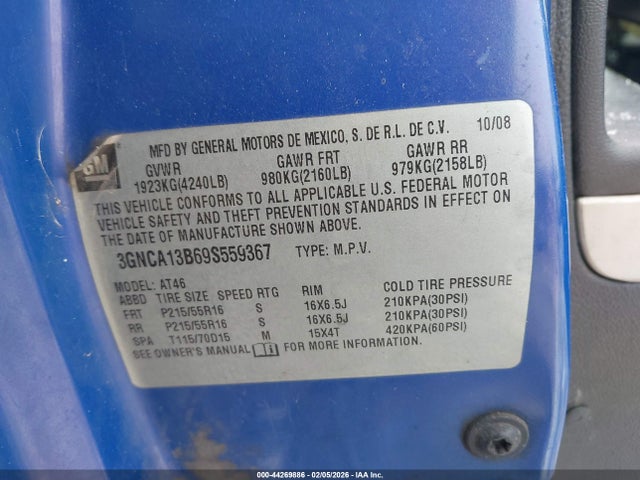 GM
MFD BY GENERAL MOTORS DE MEXICO, S. DE R.L. DE C.V. 10/08
GVWR GAWR FRT GAWR RR
1923KG(4240LB) 980KG(2160LB) 979KG(2158LB)
THIS VEHICLE CONFORMS TO ALL APPLICABLE U.S. FEDERAL MOTOR
VEHICLE SAFETY AND THEFT PREVENTION STANDARDS IN EFFECT ON
THE DATE OF MANUFACTURE SHOWN ABOVE.
3GNCA13B69S559367 TYPE: M.P.V.
MODEL: AT46
ABBD TIRE SIZE SPEED RTG RIM COLD TIRE PRESSURE
FRT P215/55R16 S 16X6.5J 210KPA(30PSI)
RR P215/55R16 S 16X6.5J 210KPA(30PSI)
SPA T115/70D15 M 15X4T 420KPA(60PSI)
SEE OWNER'S MANUAL FOR MORE INFORMATION.
000-44269886 - 02/05/2026 - IAA Inc.